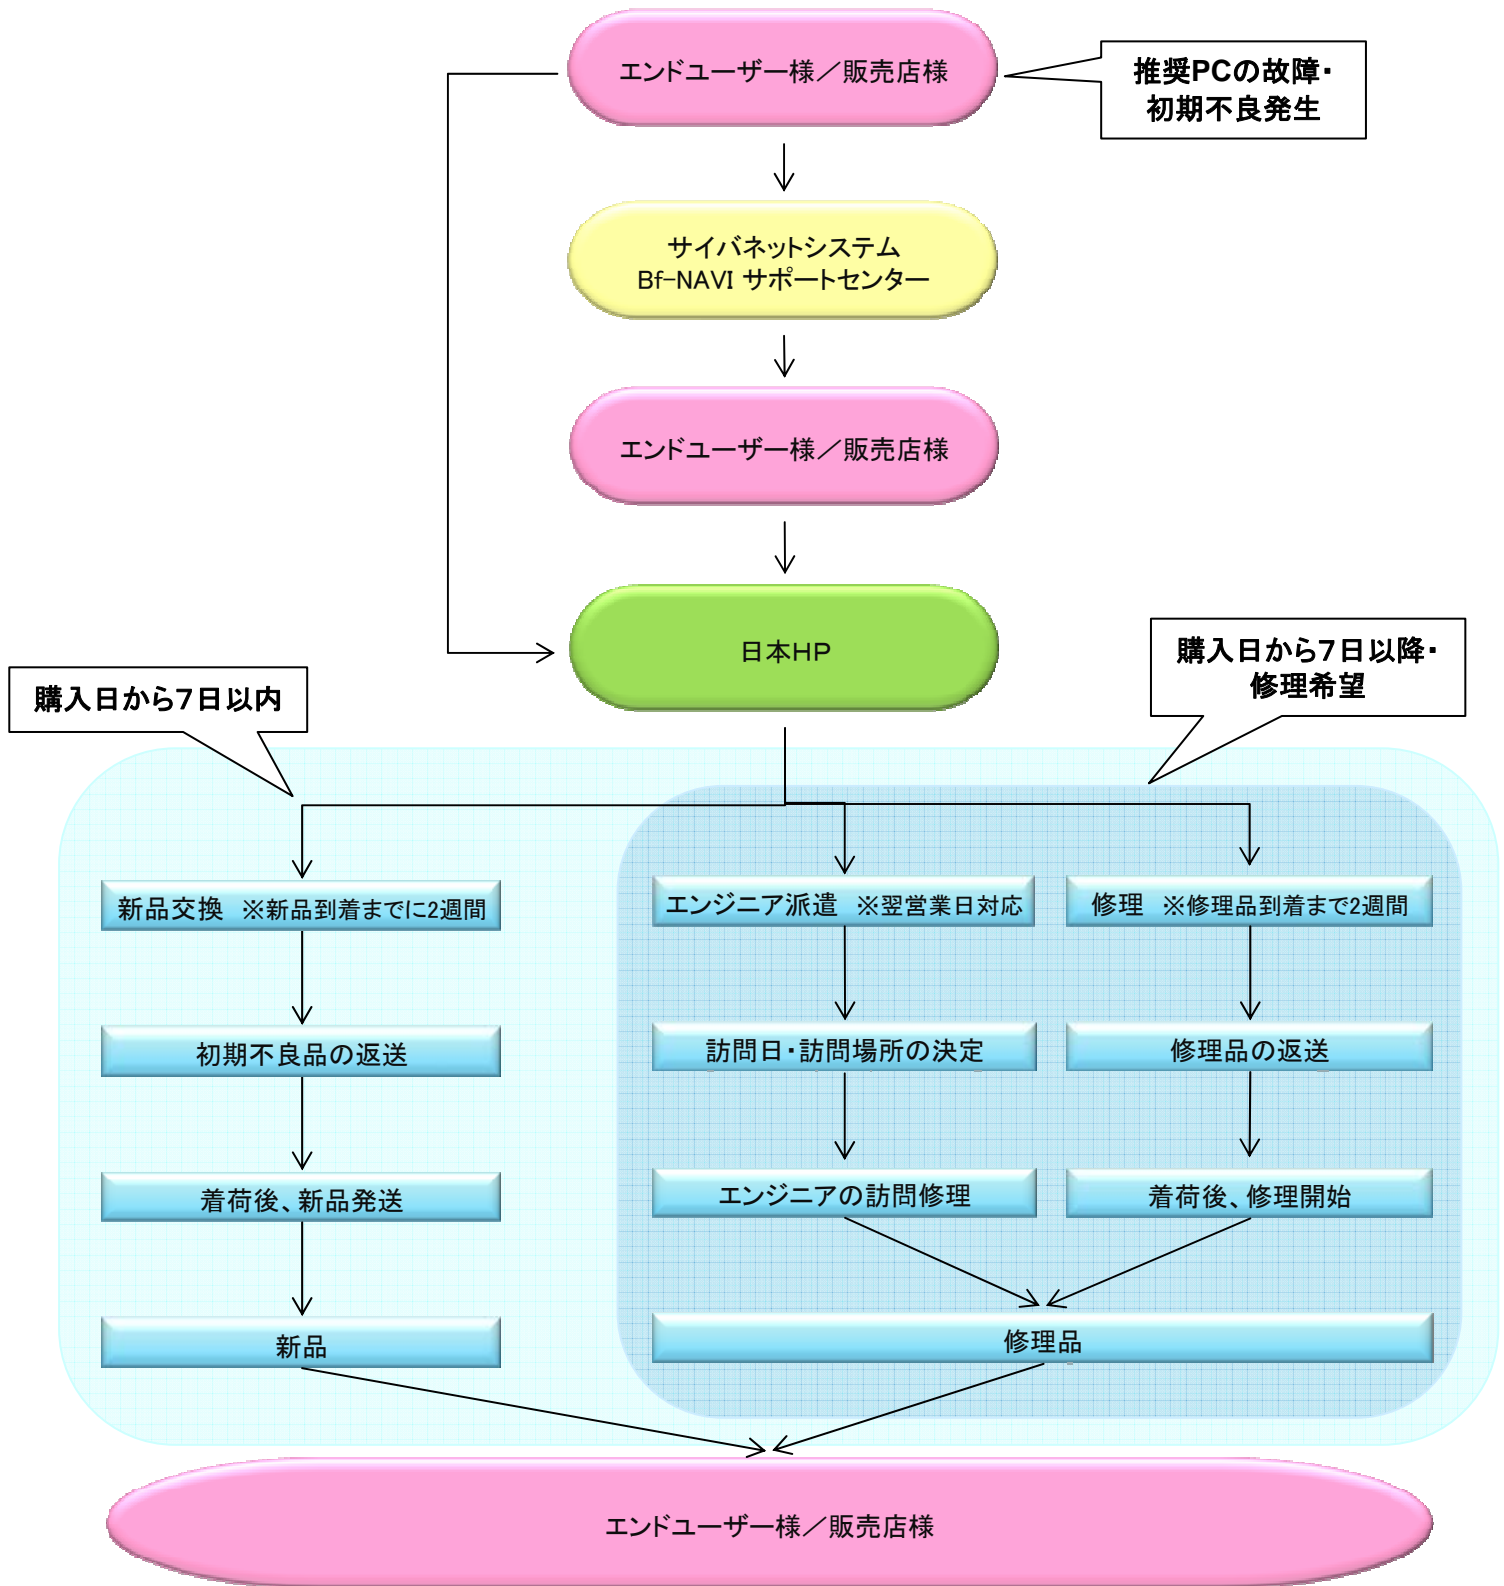 エンドユーザー様／販売店様
推奨PCの故障・
初期不良発生
サイバネットシステム
Bf-NAVI サポートセンター
エンドユーザー様／販売店様
日本HP
購入日から7日以内
購入日から7日以降・
修理希望
新品交換　※新品到着までに2週間
エンジニア派遣　※翌営業日対応
修理　※修理品到着まで2週間
初期不良品の返送
訪問日・訪問場所の決定
修理品の返送
着荷後、新品発送
エンジニアの訪問修理
着荷後、修理開始
新品
修理品
エンドユーザー様／販売店様